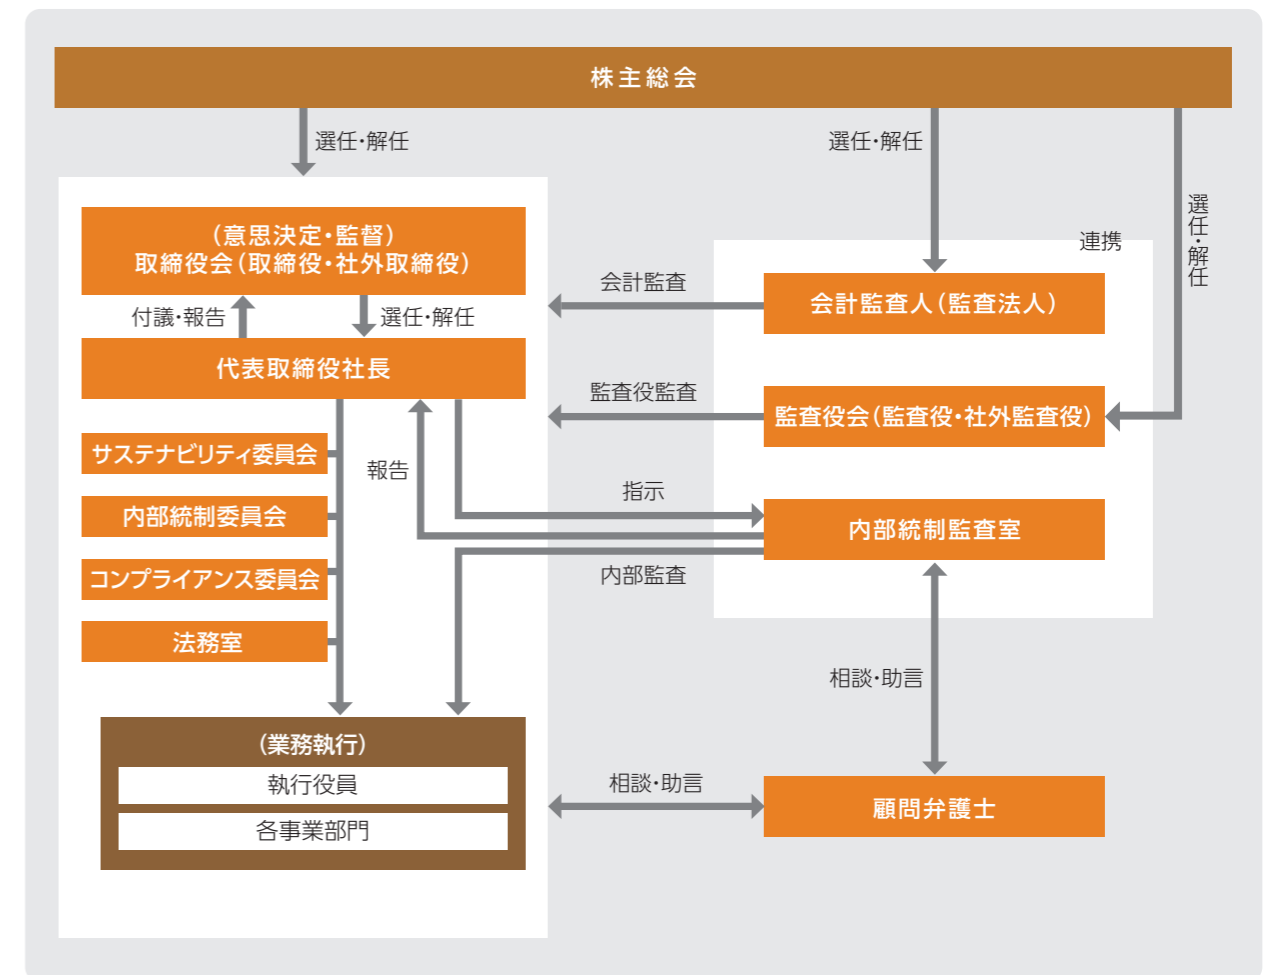 株主総会
選任・解任
選任・解任
選任・解任
(意思決定・監督)
取締役会(取締役・社外取締役)
付議・報告
選任・解任
代表取締役社長
サステナビリティ委員会
内部統制委員会
コンプライアンス委員会
法務室
報告
(業務執行)
執行役員
各事業部門
会計監査
監査役監査
指示
内部監査
連携
会計監査人(監査法人)
監査役会(監査役・社外監査役)
内部統制監査室
相談・助言
相談・助言
顧問弁護士